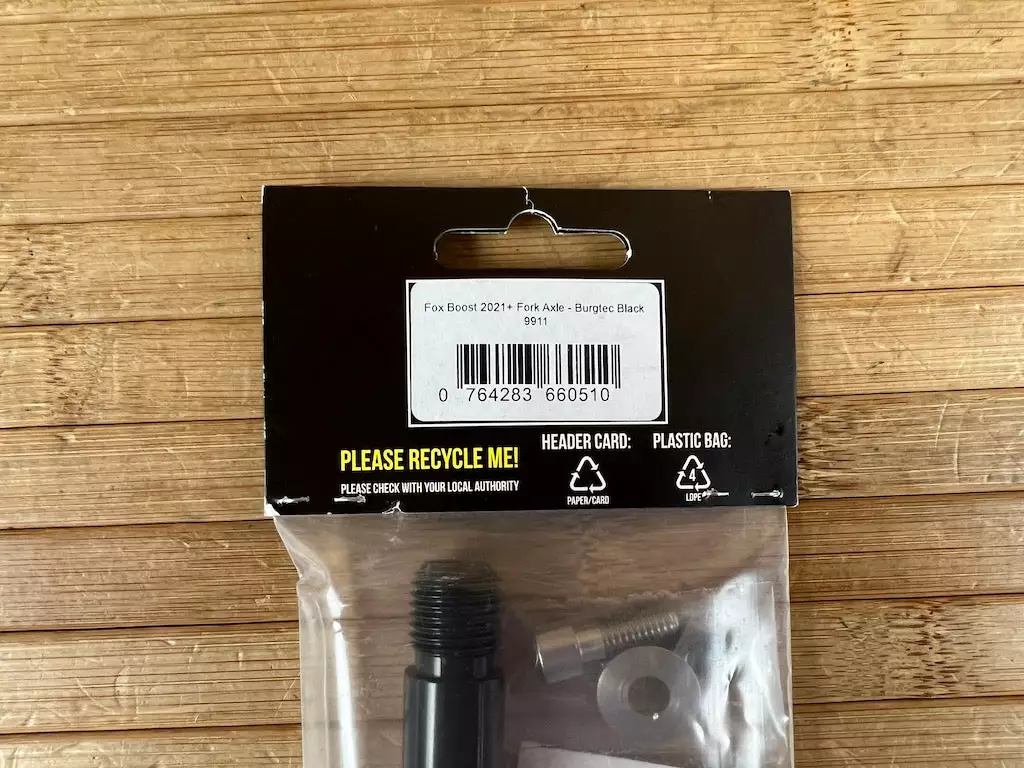 Fox Boost 2021+ Fork Axle - Burgtec Black
9911
0 764283 660510
PLEASE RECYCLE ME!
PLEASE CHECK WITH YOUR LOCAL AUTHORITY
HEADER CARD:
PAPER/CARD
PLASTIC BAG:
4
LDPE